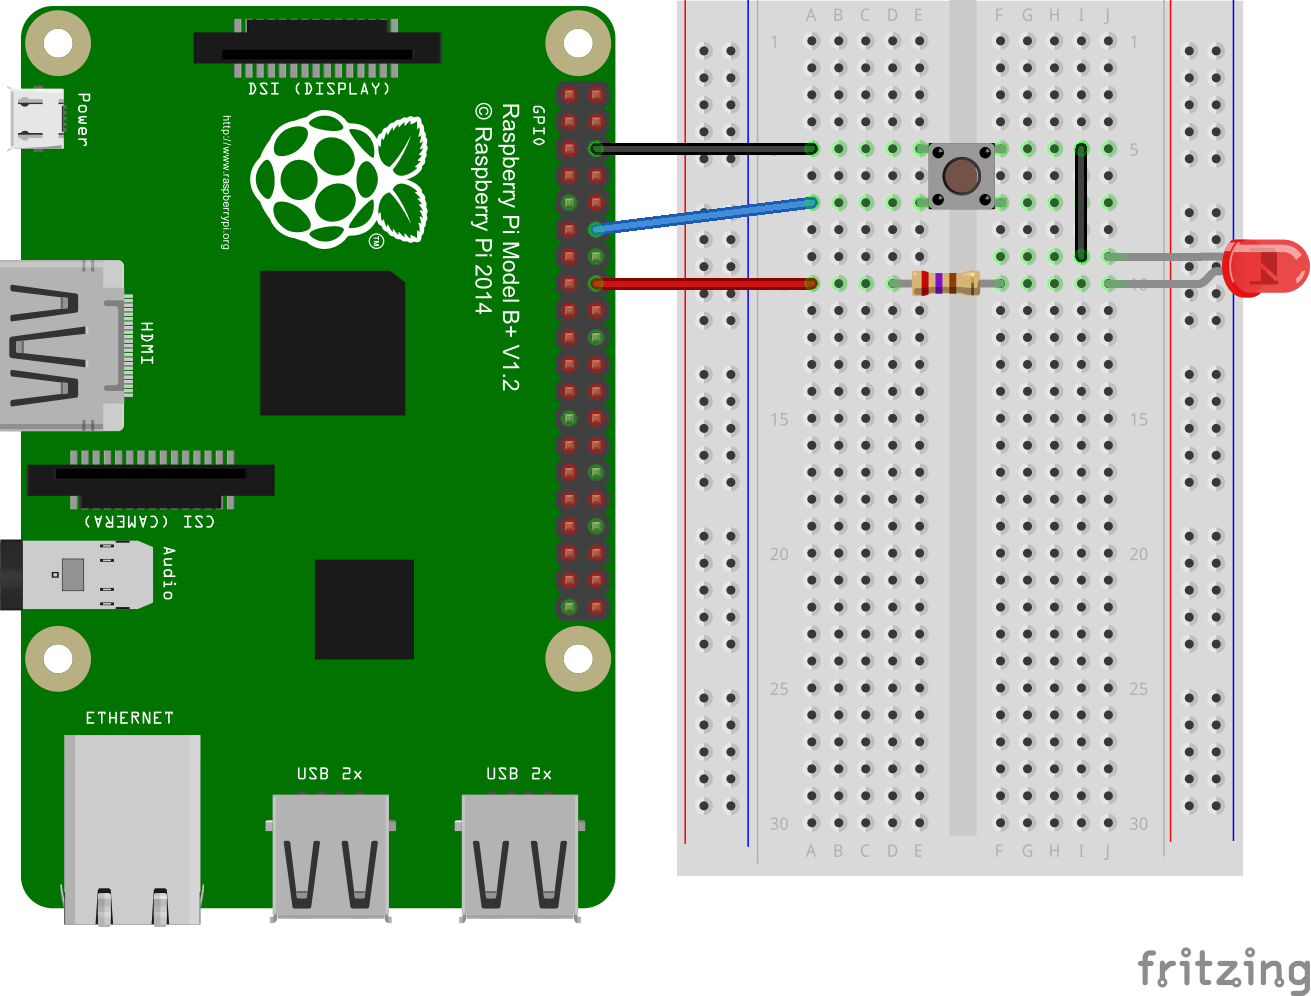 DSI (DISPLAY)
Power
http://www.raspberrypi.org
TM
GPIO
Raspberry Pi Model B+ V1.2
© Raspberry Pi 2014
HDMI
CSI (CAMERA)
Audio
ETHERNET
USB 2x
USB 2x
A B C D E F G H I J
1 1
5
10
15 15
20 20
25 25
30 30
A B C D E F G H I J
fritzing